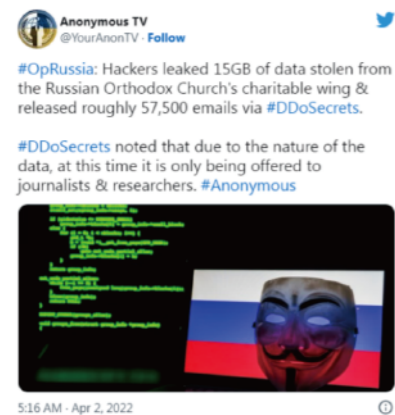 Anonymous TV
@YourAnonTV · Follow
#OpRussia: Hackers leaked 15GB of data stolen from
the Russian Orthodox Church's charitable wing &
released roughly 57,500 emails via #DDoSecrets.
#DDoSecrets noted that due to the nature of the
data, at this time it is only being offered to
journalists & researchers. #Anonymous
5:16 AM · Apr 2, 2022